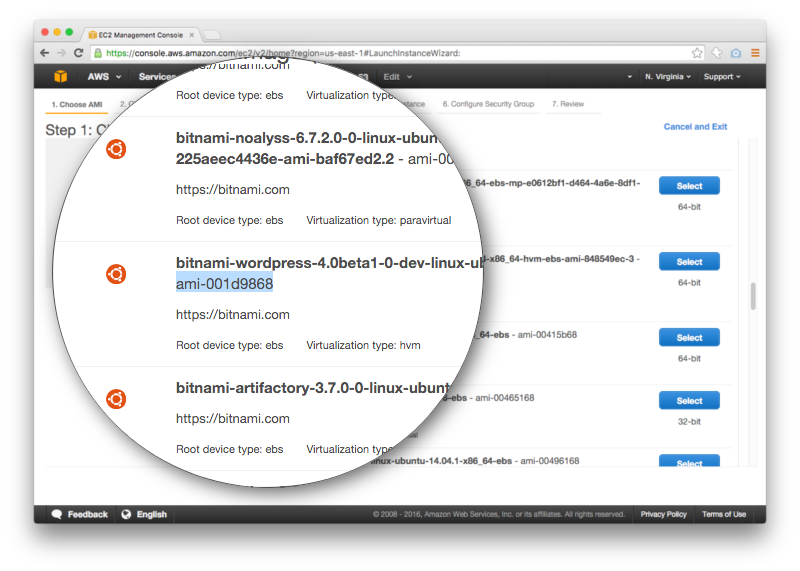 EC2 Management Console
https://console.aws.amazon.com/ec2/v2/home?region=us-east-1#LaunchInstanceWizard:
AWS Services Edit N. Virginia Support
1. Choose AMI 6. Configure Security Group 7. Review
Step 1:
Cancel and Exit
https://bitnami.com
Root device type: ebs Virtualization type
bitnami-noalyss-6.7.2.0-0-linux-ubun
225aeec4436e-ami-baf67ed2.2 - ami-00
https://bitnami.com
Root device type: ebs Virtualization type: paravirtual
bitnami-wordpress-4.0beta1-0-dev-linux-ub
ami-001d9868
https://bitnami.com
Root device type: ebs Virtualization type: hvm
bitnami-artifactory-3.7.0-0-linux-ubunt
https://bitnami.com
Root device type: ebs Virtualization type
_64-ebs-mp-e0612bf1-d464-4a6e-8df1-
Select
64-bit
-x86_64-hvm-ebs-ami-848549ec-3 -
Select
64-bit
_64-ebs - ami-00415b68
Select
64-bit
-ebs - ami-00465168
Select
32-bit
linux-ubuntu-14.04.1-x86_64-ebs - ami-00496168
Select
Feedback English
© 2008 - 2016, Amazon Web Services, Inc. or its affiliates. All rights reserved. Privacy Policy Terms of Use